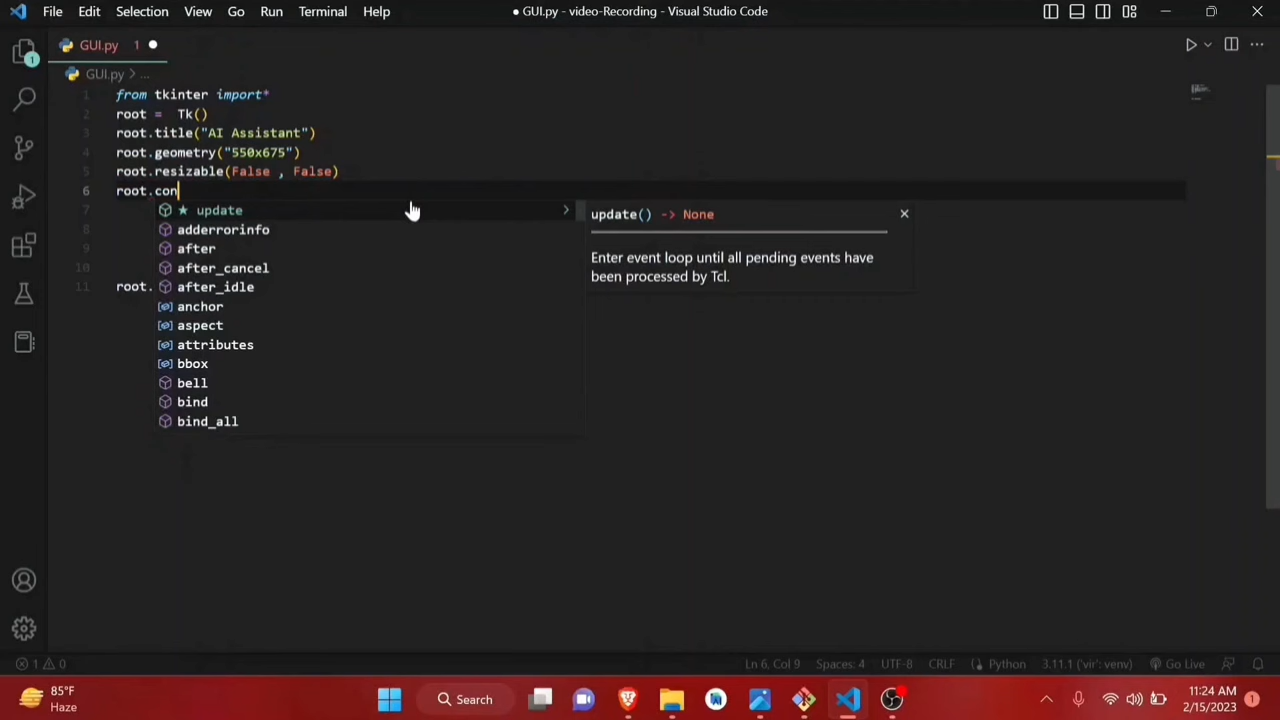 File Edit Selection View Go Run Terminal Help ● GUI.py - video-Recording - Visual Studio Code
GUI.py 1
GUI.py > ...
1 from tkinter import*
2 root =  Tk()
3 root.title("AI Assistant")
4 root.geometry("550x675")
5 root.resizable(False , False)
6 root.con
7 ★ update
update() -> None
adderrorinfo
8
9 after
Enter event loop until all pending events have
been processed by Tcl.
10 after_cancel
11 root. after_idle
anchor
aspect
attributes
bbox
bell
bind
bind_all
1 0 Ln 6, Col 9 Spaces: 4 UTF-8 CRLF Python 3.11.1 ('vir': venv) Go Live
85°F
Haze
Search
11:24 AM
2/15/2023
1